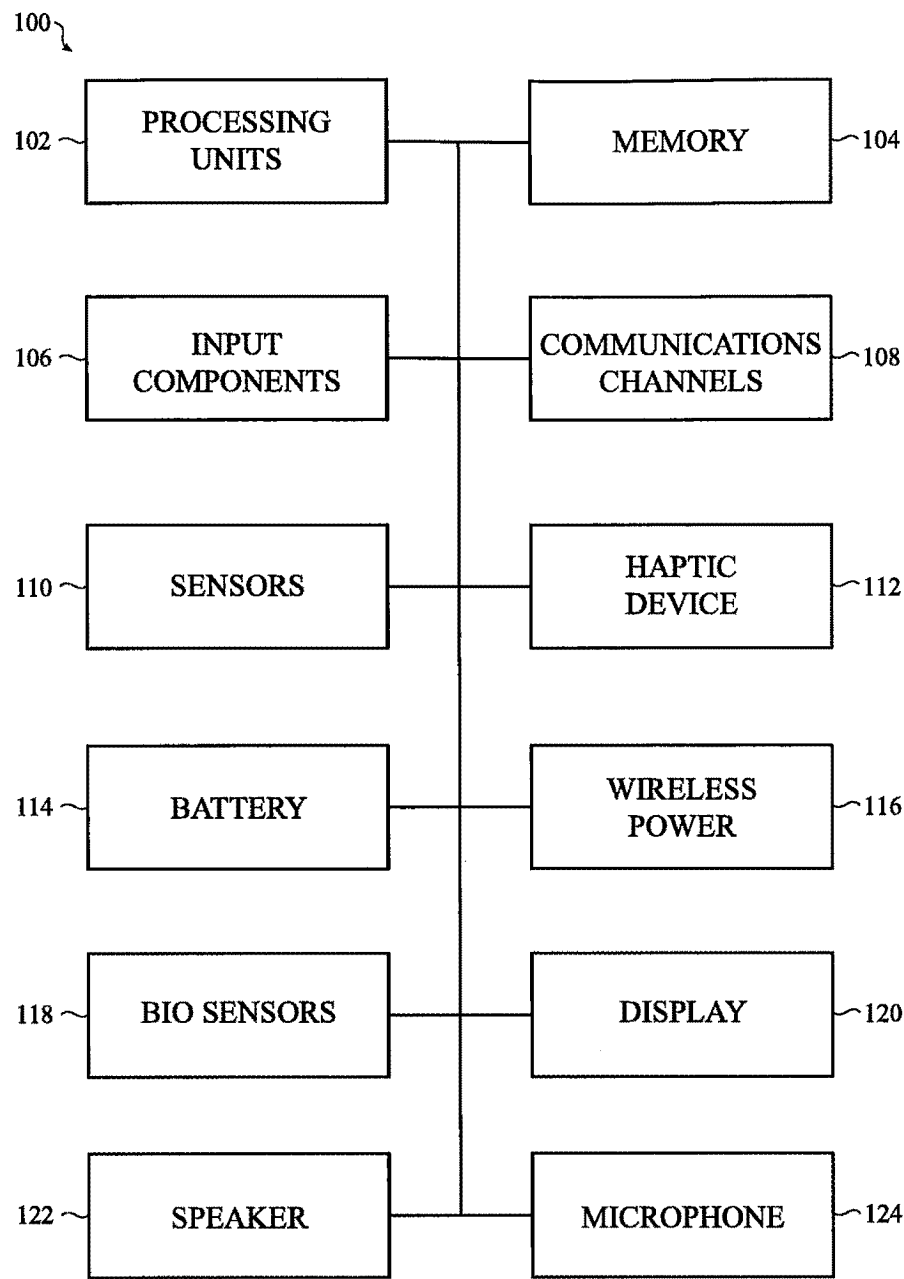 100
102
PROCESSING
UNITS
MEMORY
104
106
INPUT
COMPONENTS
COMMUNICATIONS
CHANNELS
108
110
SENSORS
HAPTIC
DEVICE
112
114
BATTERY
WIRELESS
POWER
116
118
BIO SENSORS
DISPLAY
120
122
SPEAKER
MICROPHONE
124